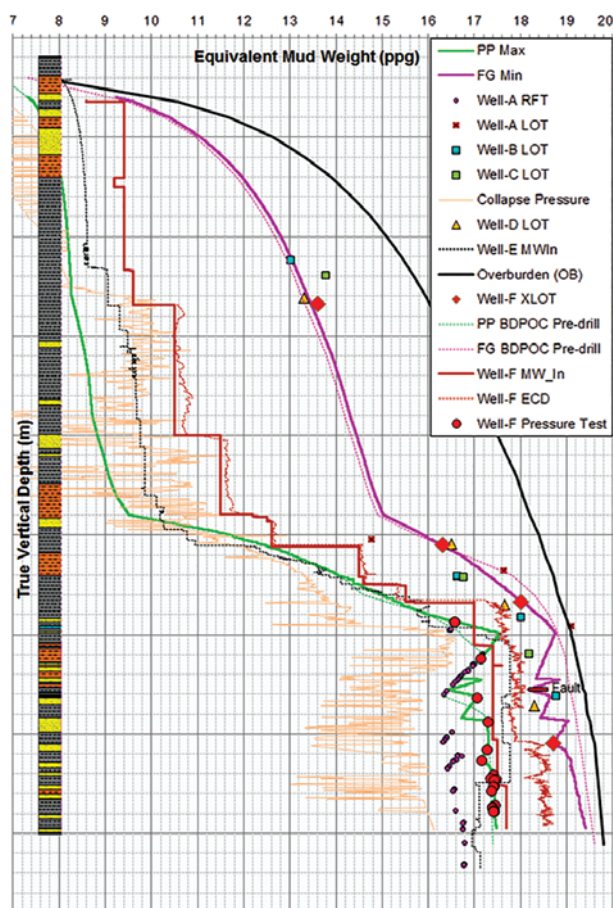 7 8 9 10 11 12 13 14 15 16 17 18 19 20
Equivalent Mud Weight (ppg)
PP Max
FG Min
Well-A RFT
Well-A LOT
Well-B LOT
Well-C LOT
Collapse Pressure
Well-D LOT
Well-E MWIn
Overburden (OB)
Well-F XLOT
PP BDPOC Pre-drill
FG BDPOC Pre-drill
Well-F MW_In
Well-F ECD
Well-F Pressure Test
True Vertical Depth (m)
Fault